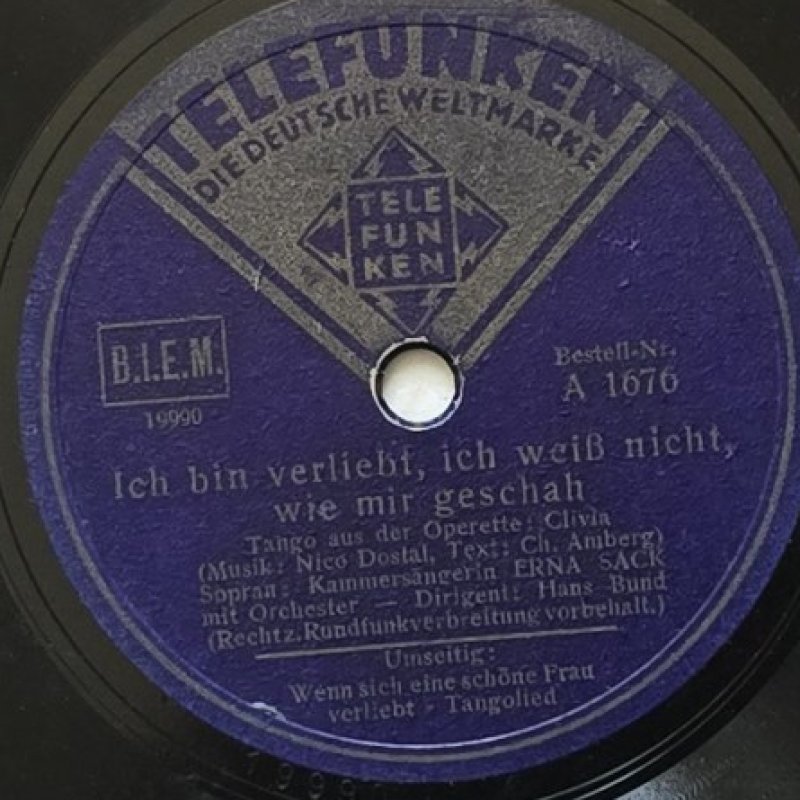 TELEFUNKEN
DIE DEUTSCHE WELTMARKE
TELE
FUN
KEN
B.I.E.M.
19990
Bestell-Nr.
A 1676
Ich bin verliebt, ich weiß nicht,
wie mir geschah
Tango aus der Operette: Clivia
(Musik: Nico Dostal, Text: Ch. Amberg)
Sopran: Kammersängerin ERNA SACK
mit Orchester — Dirigent: Hans Bund
(Rechtz. Rundfunkverbreitung vorbehalt.)
Umseitig:
Wenn sich eine schöne Frau
verliebt - Tangolied
1999